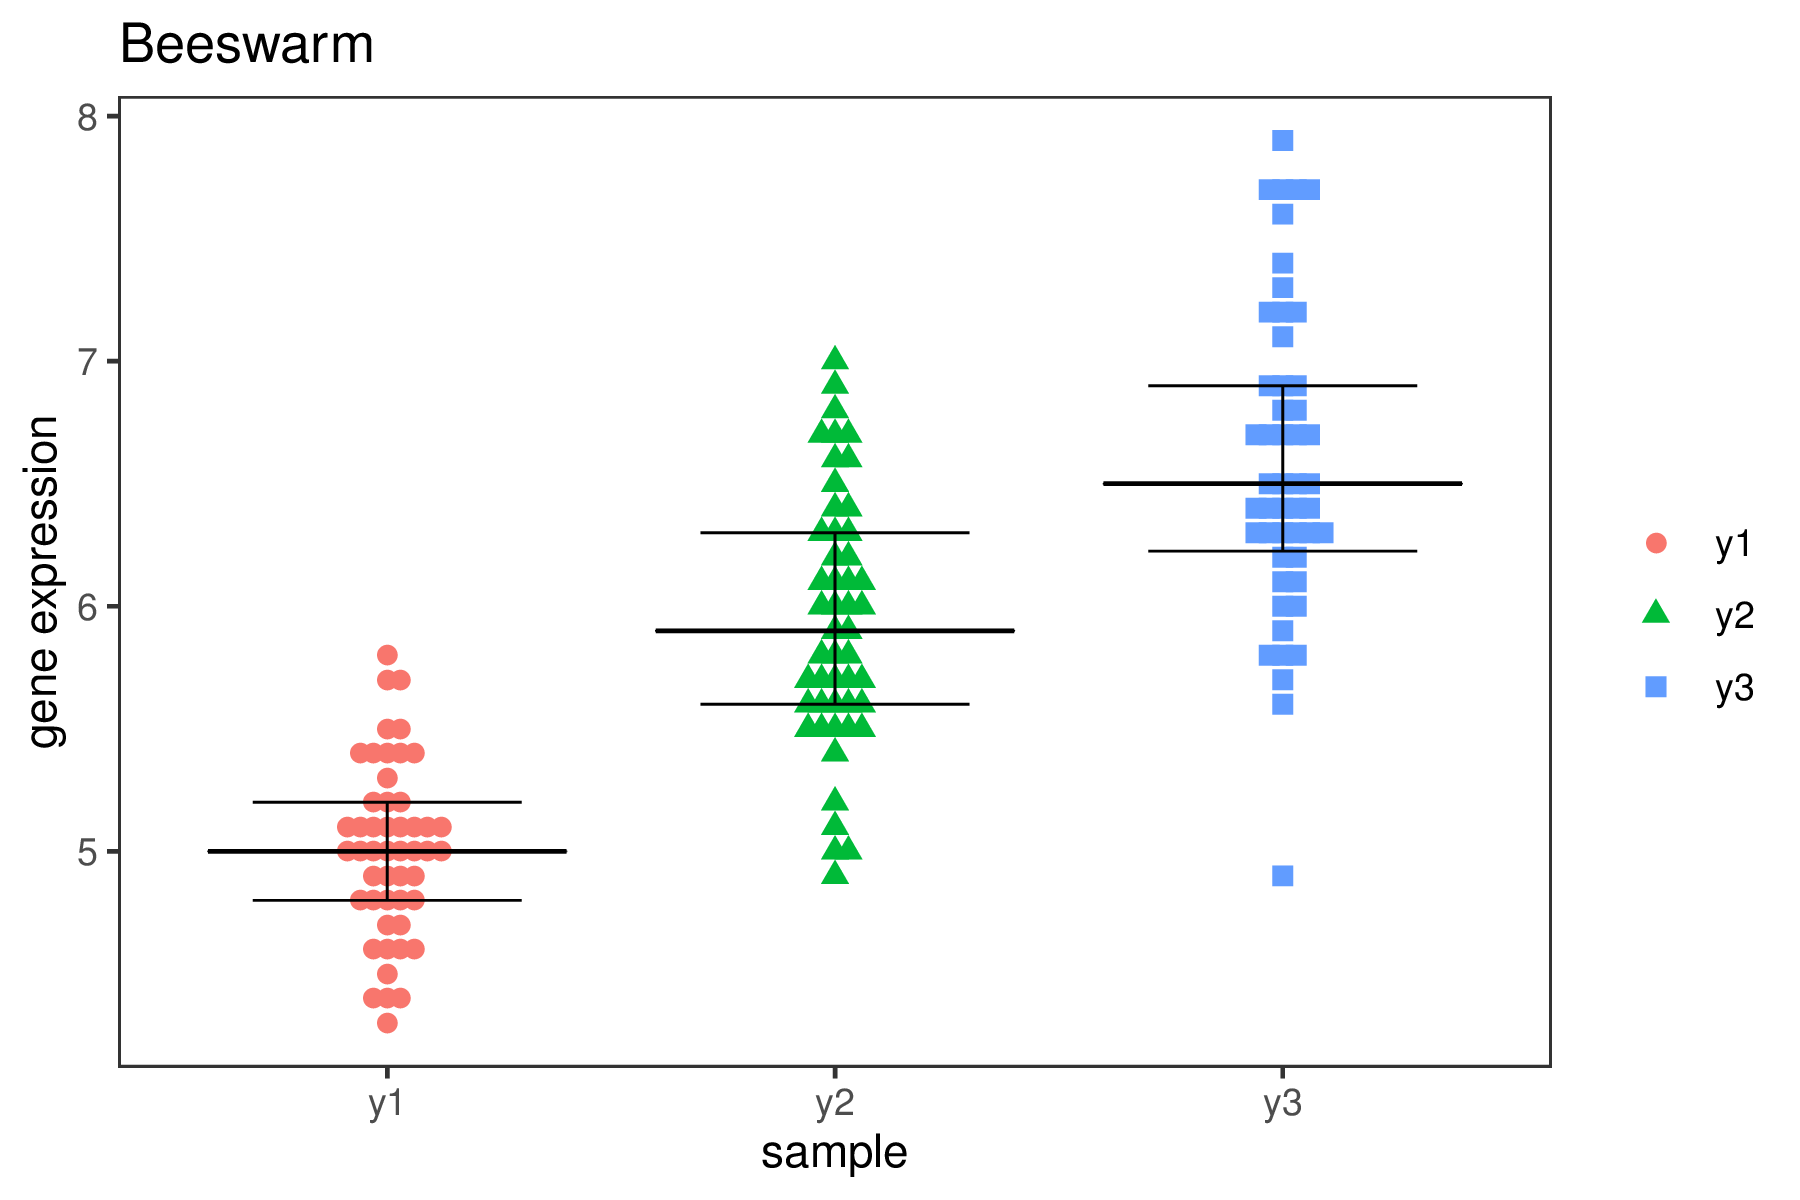 Beeswarm
8
7
6
5
gene expression
y1
y2
y3
sample
y1
y2
y3